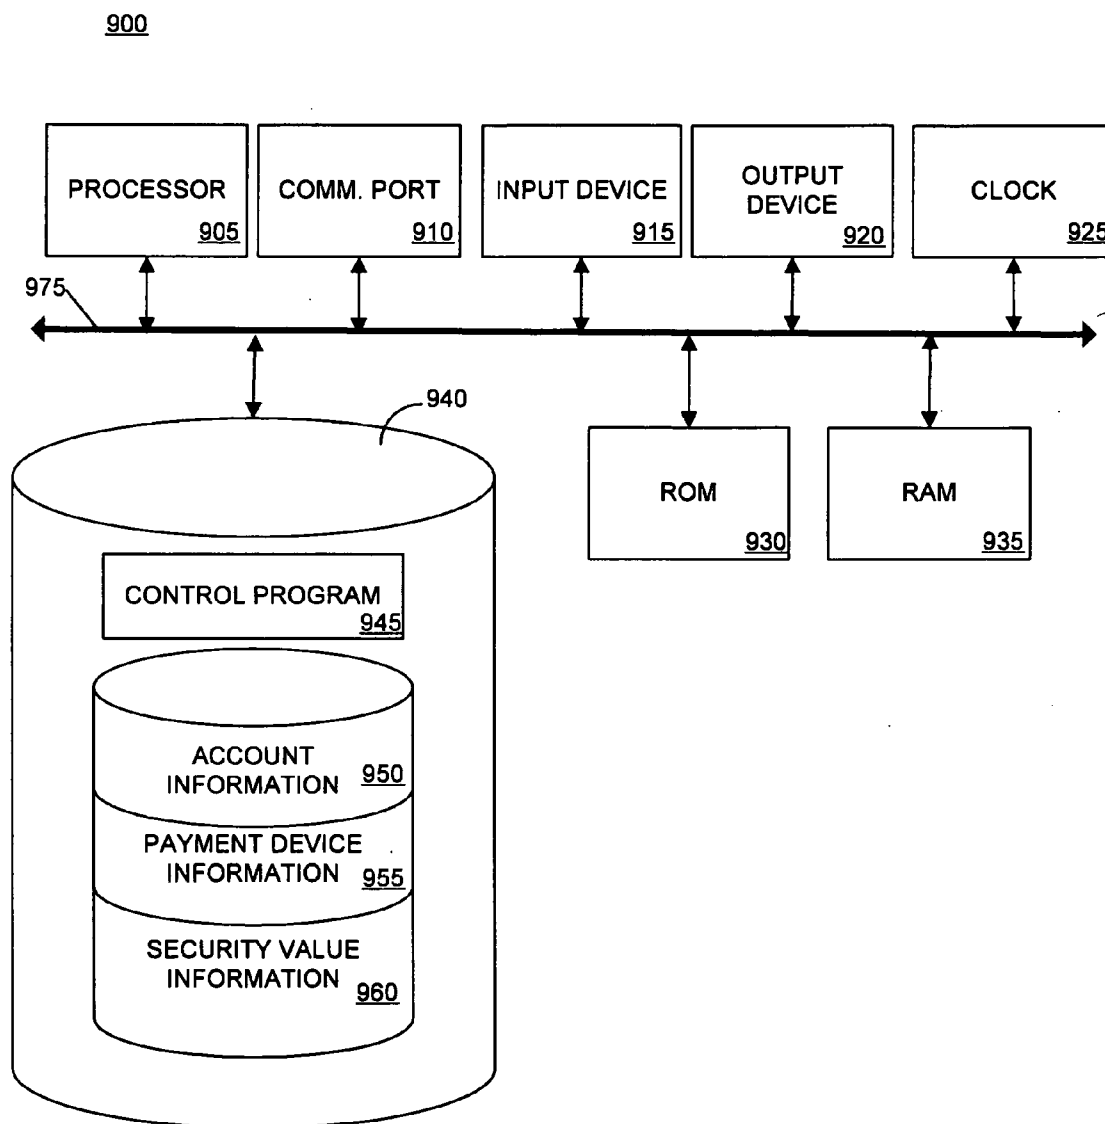 900
PROCESSOR
905
COMM. PORT
910
INPUT DEVICE
915
OUTPUT
DEVICE
920
CLOCK
925
975
940
ROM
930
RAM
935
CONTROL PROGRAM
945
ACCOUNT
INFORMATION
950
PAYMENT DEVICE
INFORMATION
955
SECURITY VALUE
INFORMATION
960